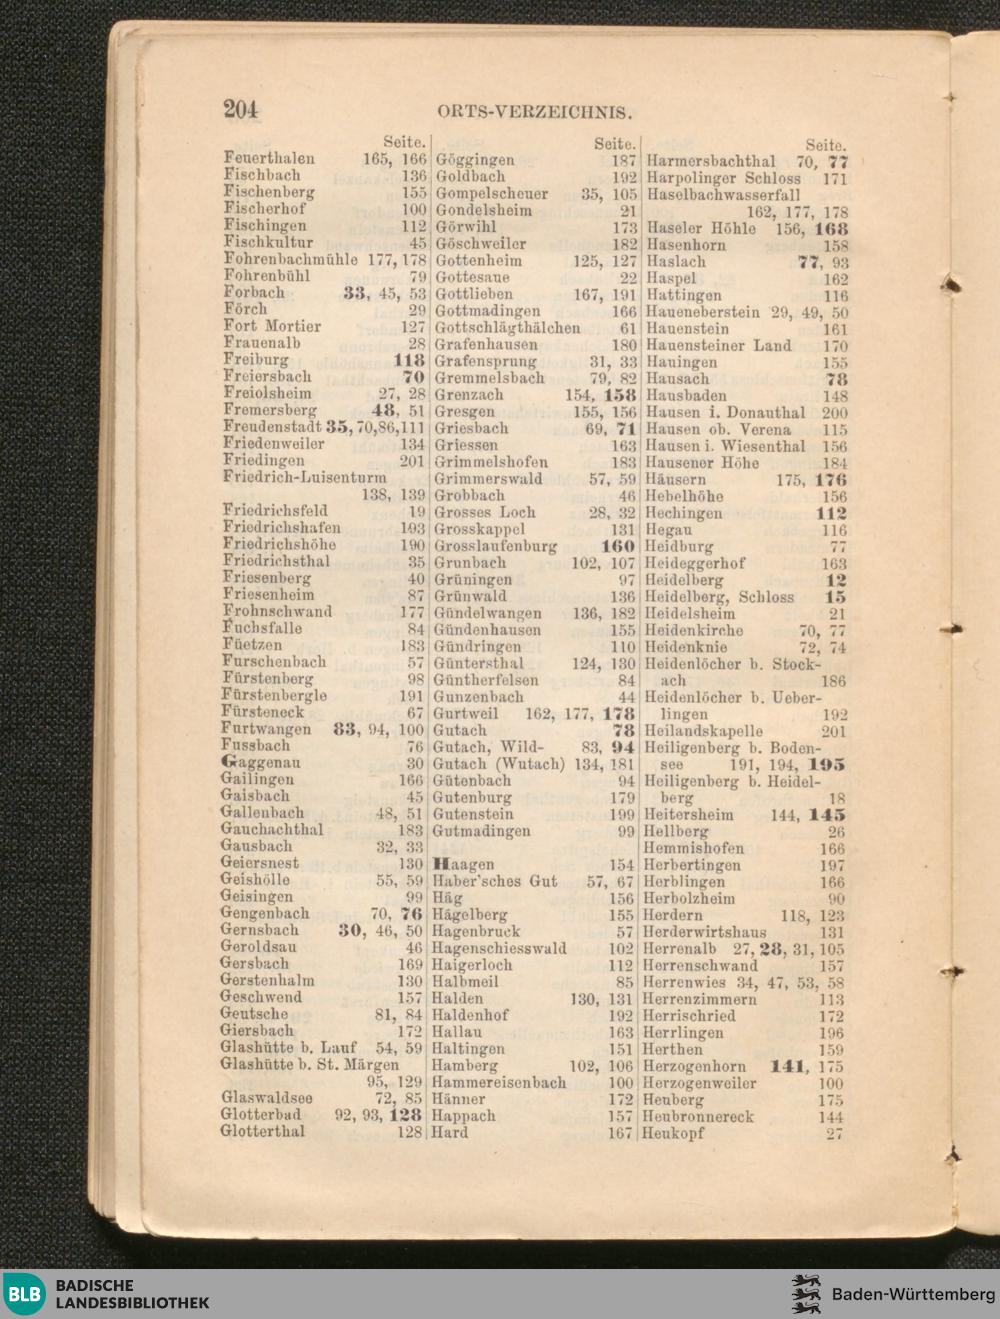 204
ORTS-VERZEICHNIS.
Seite.
Feuerthalen 165, 166
Fischbach 136
Fischenberg 155
Fischerhof 100
Fischingen 112
Fischkultur 45
Fohrenbachmühle 177, 178
Fohrenbühl 79
Forbach 33, 45, 53
Förch 29
Fort Mortier 127
Frauenalb 28
Freiburg 118
Freiersbach 70
Freiolsheim 27, 28
Fremersberg 48, 51
Freudenstadt 35, 70,86,111
Friedenweiler 134
Friedingen 201
Friedrich-Luisenturm
138, 139
Friedrichsfeld 19
Friedrichshafen 193
Friedrichshöhe 190
Friedrichsthal 35
Friesenberg 40
Friesenheim 87
Frohnschwand 177
Fuchsfalle 84
Füetzen 183
Furschenbach 57
Fürstenberg 98
Fürstenbergle 191
Fürsteneck 67
Furtwangen 83, 94, 100
Fussbach 76
Gaggenau 30
Gailingen 166
Gaisbach 45
Gallenbach 48, 51
Gauchachthal 183
Gausbach 32, 33
Geiersnest 130
Geishölle 55, 59
Geisingen 99
Gengenbach 70, 76
Gernsbach 30, 46, 50
Geroldsau 46
Gersbach 169
Gerstenhalm 130
Geschwend 157
Geutsche 81, 84
Giersbach 172
Glashütte b. Lauf 54, 59
Glashütte b. St. Märgen
95, 129
Glaswaldsee 72, 85
Glotterbad 92, 93, 128
Glotterthal 128
Seite.
Göggingen 187
Goldbach 192
Gompelscheuer 35, 105
Gondelsheim 21
Görwihl 173
Göschweiler 182
Gottenheim 125, 127
Gottesaue 22
Gottlieben 167, 191
Gottmadingen 166
Gottschlägthälchen 61
Grafenhausen 180
Grafensprung 31, 33
Gremmelsbach 79, 82
Grenzach 154, 158
Gresgen 155, 156
Griesbach 69, 71
Griessen 163
Grimmelshofen 183
Grimmerswald 57, 59
Grobbach 46
Grosses Loch 28, 32
Grosskappel 131
Grosslaufenburg 160
Grunbach 102, 107
Grüningen 97
Grünwald 136
Gündelwangen 136, 182
Gündenhausen 155
Gündringen 110
Güntersthal 124, 130
Güntherfelsen 84
Gunzenbach 44
Gurtweil 162, 177, 178
Gutach 78
Gutach, Wild- 83, 94
Gutach (Wutach) 134, 181
Gütenbach 94
Gutenburg 179
Gutenstein 199
Gutmadingen 99
Haagen 154
Haber'sches Gut 57, 67
Häg 156
Hägelberg 155
Hagenbruck 57
Hagenschiesswald 102
Haigerloch 112
Halbmeil 85
Halden 130, 131
Haldenhof 192
Hallau 163
Haltingen 151
Hamberg 102, 106
Hammereisenbach 100
Hänner 172
Happach 157
Hard 167
Seite.
Harmersbachthal 70, 77
Harpolinger Schloss 171
Haselbachwasserfall
162, 177, 178
Haseler Höhle 156, 168
Hasenhorn 158
Haslach 77, 93
Haspel 162
Hattingen 116
Haueneberstein 29, 49, 50
Hauenstein 161
Hauensteiner Land 170
Hauingen 155
Hausach 78
Hausbaden 148
Hausen i. Donauthal 200
Hausen ob. Verena 115
Hausen i. Wiesenthal 156
Hausener Höhe 184
Häusern 175, 176
Hebelhöhe 156
Hechingen 112
Hegau 116
Heidburg 77
Heideggerhof 163
Heidelberg 12
Heidelberg, Schloss 15
Heidelsheim 21
Heidenkirche 70, 77
Heidenknie 72, 74
Heidenlöcher b. Stock-
ach 186
Heidenlöcher b. Ueber-
lingen 192
Heilandskapelle 201
Heiligenberg b. Boden-
see 191, 194, 195
Heiligenberg b. Heidel-
berg 18
Heitersheim 144, 145
Hellberg 26
Hemmishofen 166
Herbertingen 197
Herblingen 166
Herbolzheim 90
Herdern 118, 123
Herderwirtshaus 131
Herrenalb 27, 28, 31, 105
Herrenschwand 157
Herrenwies 34, 47, 53, 58
Herrenzimmern 113
Herrischried 172
Herrlingen 196
Herthen 159
Herzogenhorn 141, 175
Herzogenweiler 100
Heuberg 175
Heubronnereck 144
Heukopf 27
BLB BADISCHE
LANDESBIBLIOTHEK
Baden-Württemberg